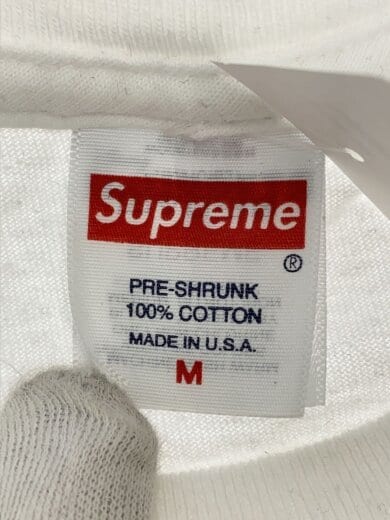 Supreme
®
PRE-SHRUNK
100% COTTON
MADE IN U.S.A.
M